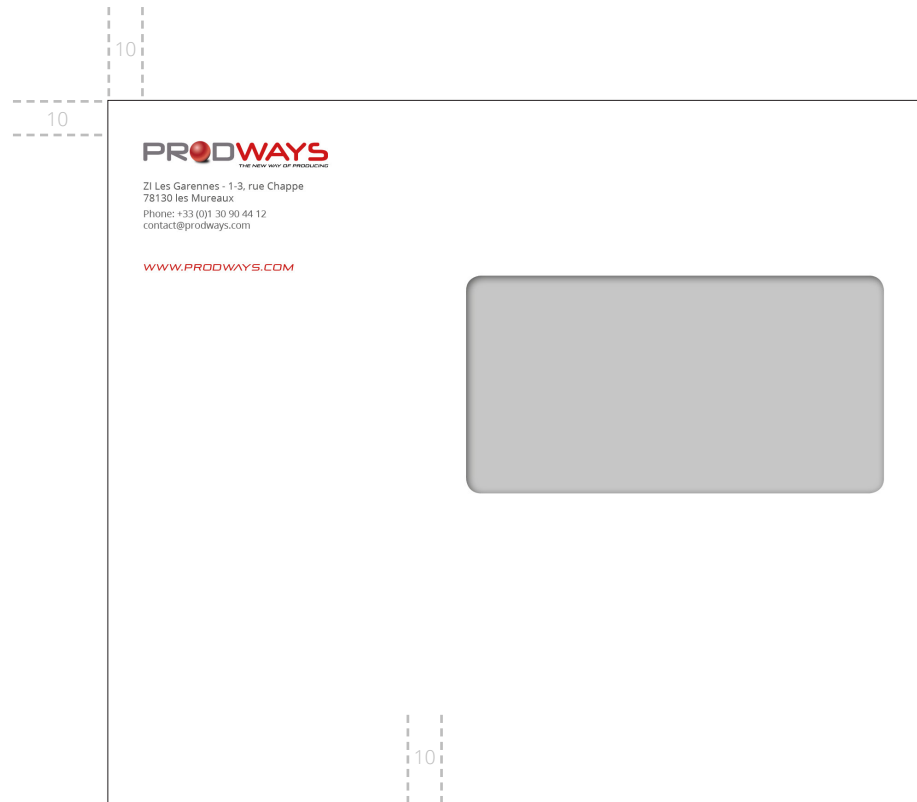 10
10
PRODWAYS
THE NEW WAY OF PRODUCING
ZI Les Garennes - 1-3, rue Chappe
78130 les Mureaux
Phone: +33 (0)1 30 90 44 12
contact@prodways.com
WWW.PRODWAYS.COM
10